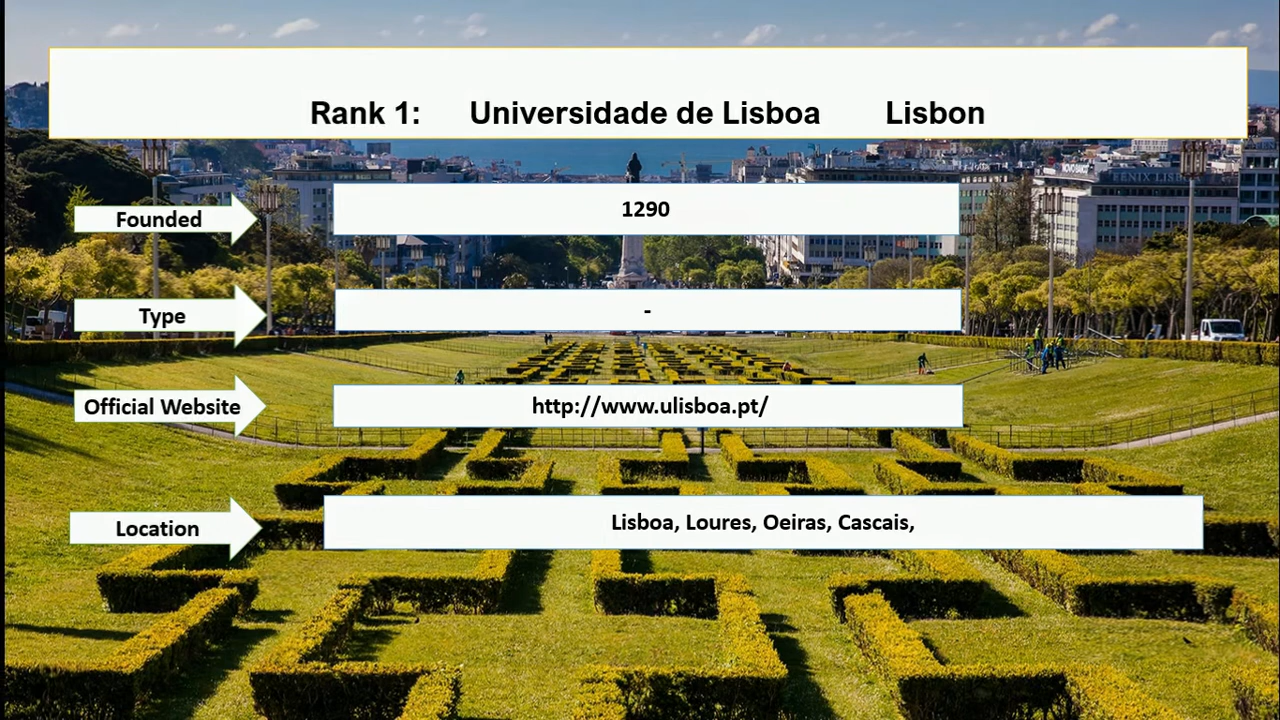 Rank 1: Universidade de Lisboa Lisbon
Founded
1290
Type
-
Official Website
http://www.ulisboa.pt/
Location
Lisboa, Loures, Oeiras, Cascais,